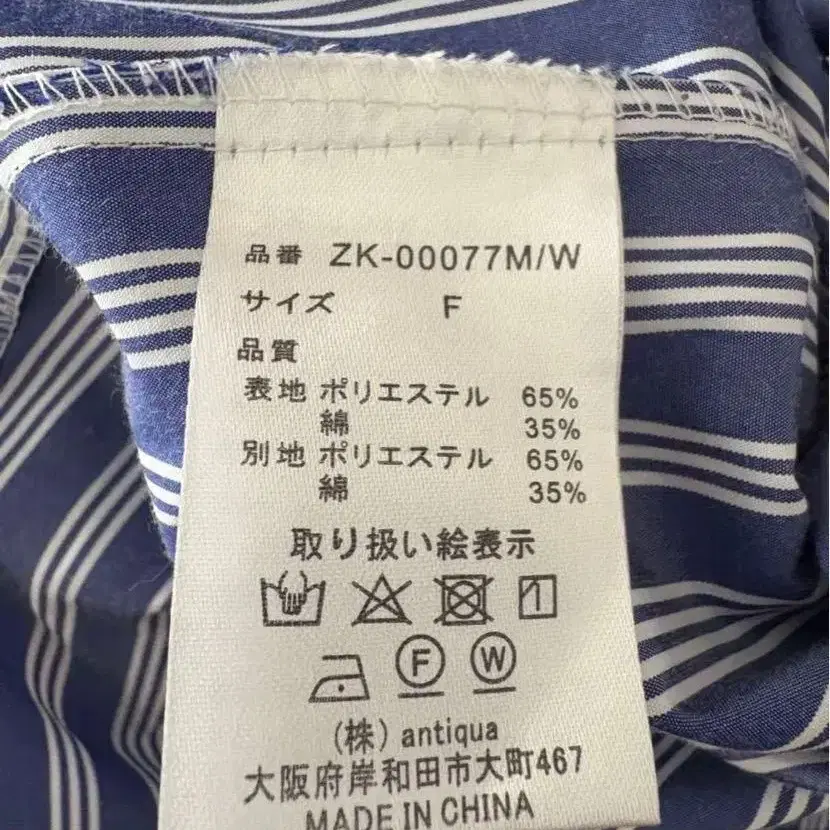 品番 ZK-00077M/W
サイズ F
品質
表地 ポリエステル 65%
綿 35%
別地 ポリエステル 65%
綿 35%
取り扱い絵表示
F W
(株) antiqua
大阪府岸和田市大町467
MADE IN CHINA